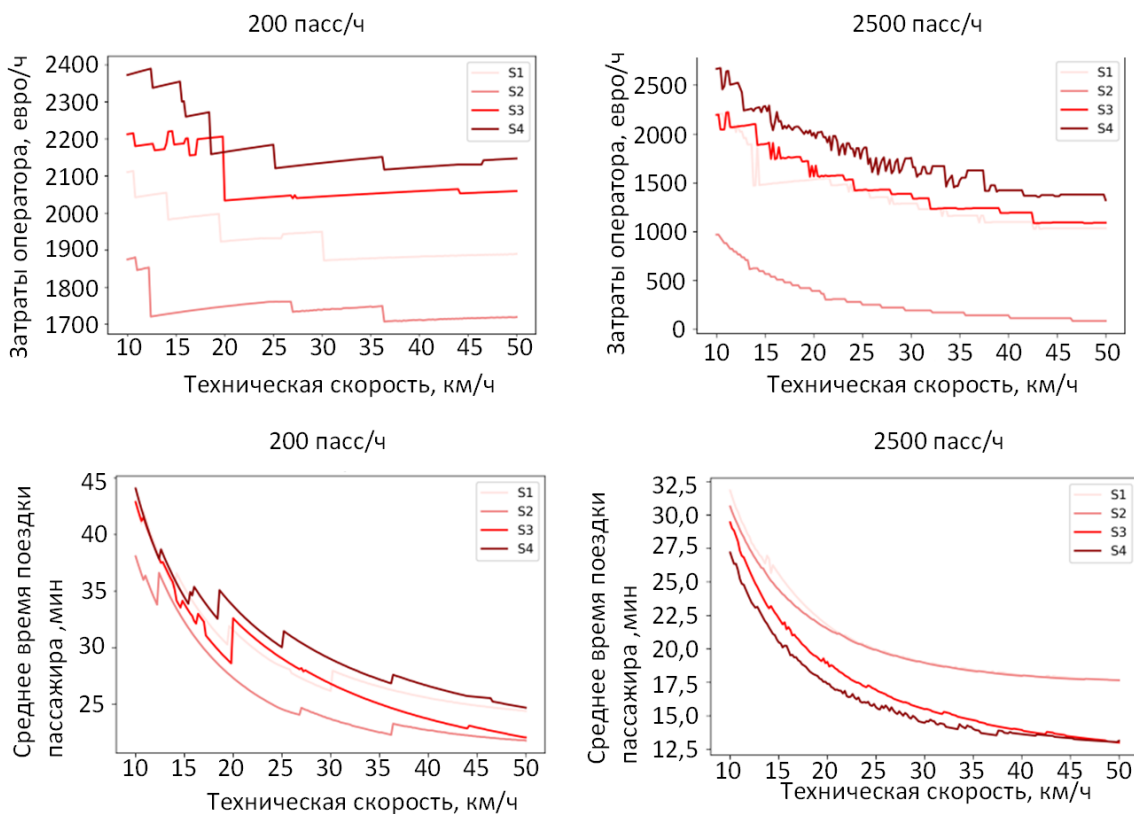 200 пасс/ч
2500 пасс/ч
Затраты оператора, евро/ч
2400
2300
2200
2100
2000
1900
1800
1700
S1
S2
S3
S4
10 15 20 25 30 35 40 45 50
Техническая скорость, км/ч
Затраты оператора, евро/ч
2500
2000
1500
1000
500
0
S1
S2
S3
S4
10 15 20 25 30 35 40 45 50
Техническая скорость, км/ч
200 пасс/ч
2500 пасс/ч
Среднее время поездки
пассажира ,мин
45
40
35
30
25
S1
S2
S3
S4
10 15 20 25 30 35 40 45 50
Техническая скорость, км/ч
Среднее время поездки
пассажира ,мин
32,5
30,0
27,5
25,0
22,5
20,0
17,5
15,0
12,5
S1
S2
S3
S4
10 15 20 25 30 35 40 45 50
Техническая скорость, км/ч